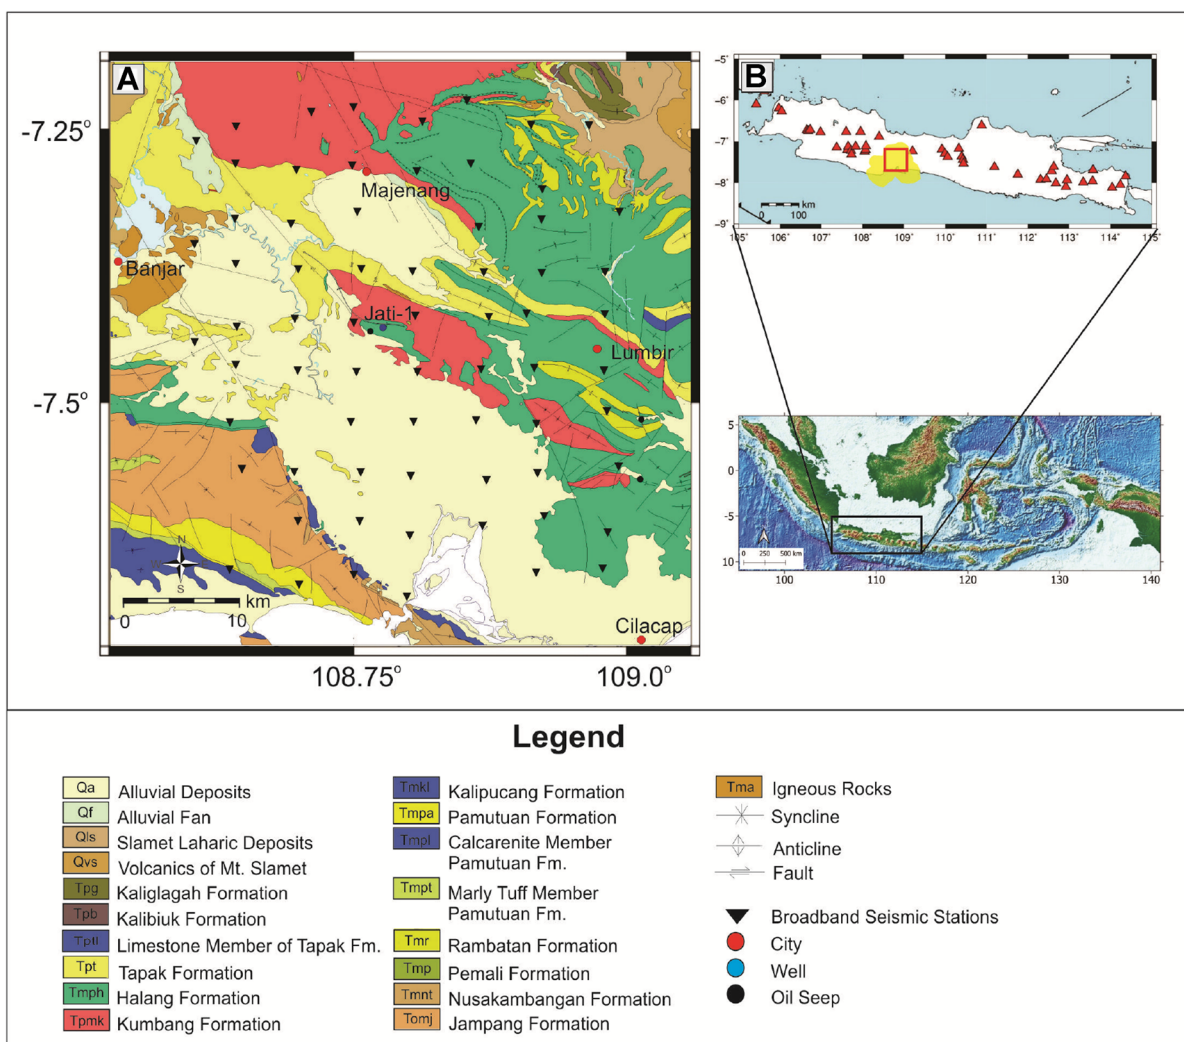 A
-7.25°
-7.5°
Majenang
Banjar
Jati-1
Lumbir
Cilacap
N
S
km
0 10
108.75° 109.0°
B
-5°
-6°
-7°
-8°
-9°
km
0 100
105° 106° 107° 108° 109° 110° 111° 112° 113° 114° 115°
0
5
10
0 250 500 km
100 110 120 130 140
Legend
Qa Alluvial Deposits
Qf Alluvial Fan
Qls Slamet Laharic Deposits
Qvs Volcanics of Mt. Slamet
Tpg Kaliglagah Formation
Tpb Kalibiuk Formation
Tptl Limestone Member of Tapak Fm.
Tpt Tapak Formation
Tmph Halang Formation
Tpmk Kumbang Formation
Tmkl Kalipucang Formation
Tmpa Pamutuan Formation
Tmpl Calcarenite Member
Pamutuan Fm.
Tmpt Marly Tuff Member
Pamutuan Fm.
Tmr Rambatan Formation
Tmp Pemali Formation
Tmnt Nusakambangan Formation
Tomj Jampang Formation
Tma Igneous Rocks
Syncline
Anticline
Fault
Broadband Seismic Stations
City
Well
Oil Seep